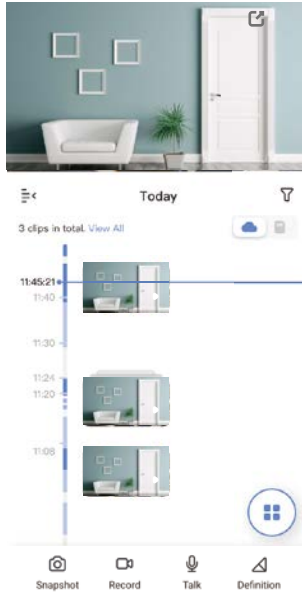 Today
3 clips in total. View All
11:45:21
11:40
11:30
11:24
11:20
11:08
Snapshot Record Talk Definition